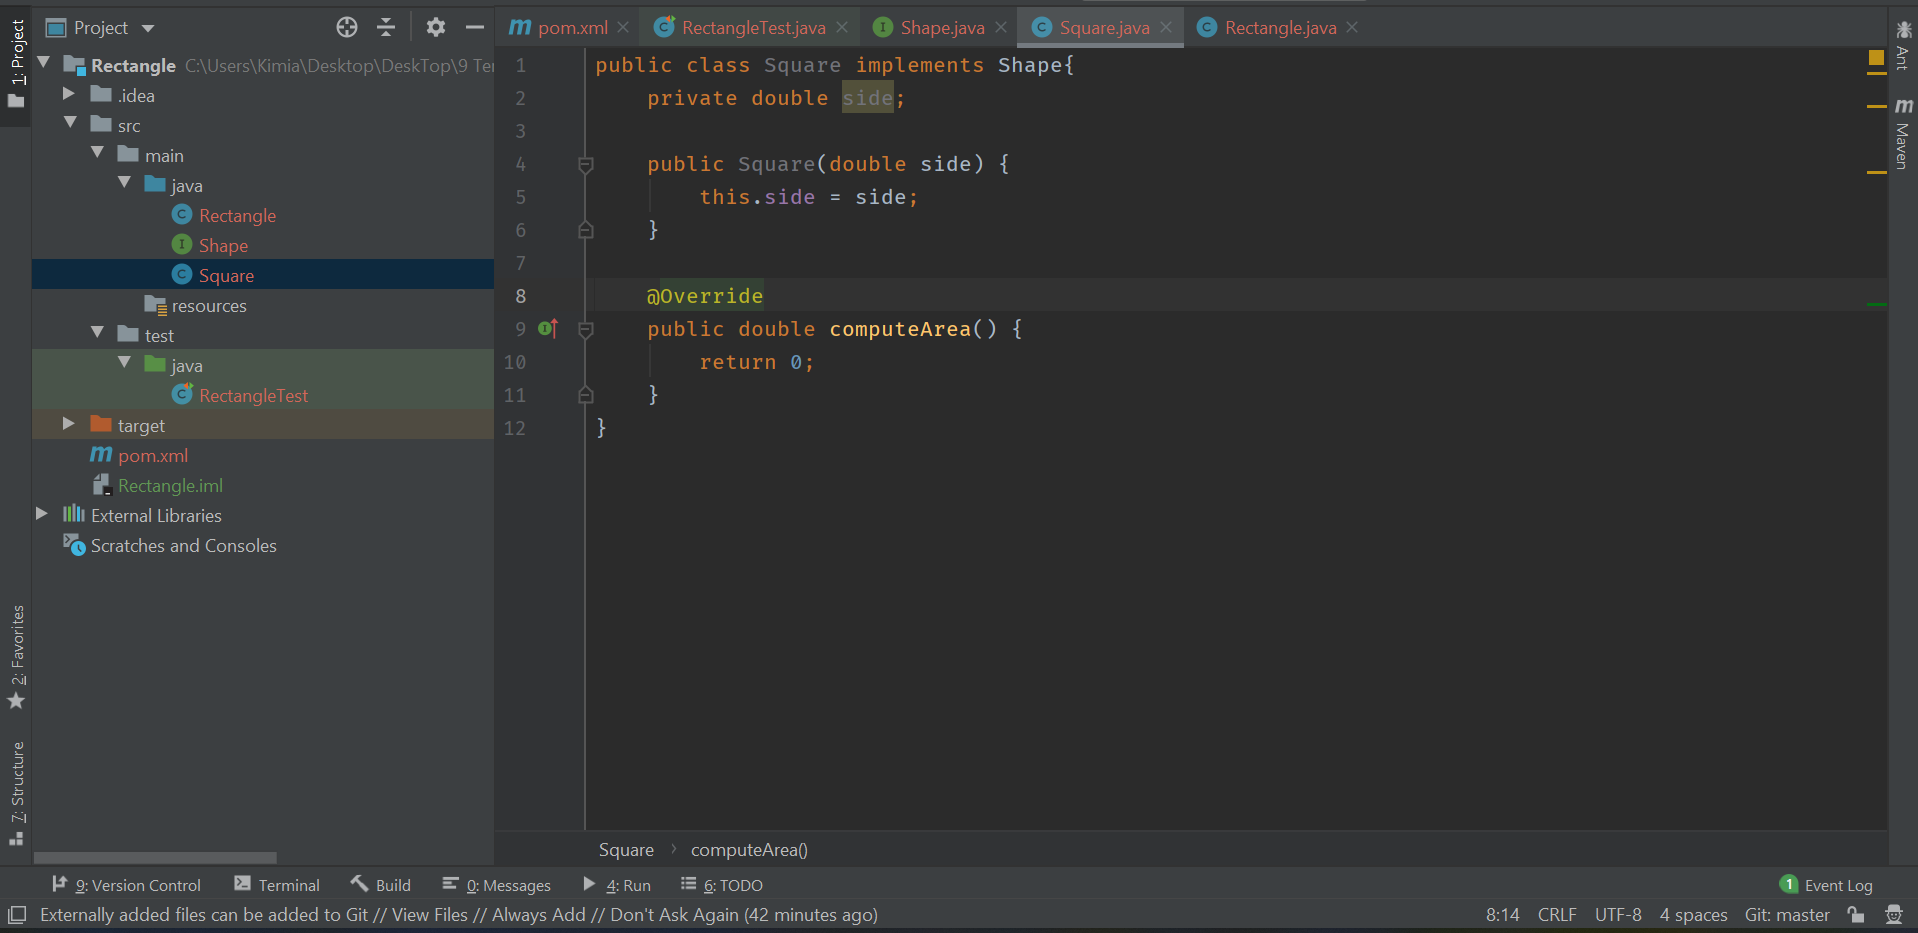 Project
pom.xml
RectangleTest.java
Shape.java
Square.java
Rectangle.java
1: Project
Rectangle C:\Users\Kimia\Desktop\DeskTop\9 Ter
.idea
src
main
java
Rectangle
Shape
Square
resources
test
java
RectangleTest
target
pom.xml
Rectangle.iml
External Libraries
Scratches and Consoles
2: Favorites
7: Structure
1 public class Square implements Shape{
2 private double side;
3
4 public Square(double side) {
5 this.side = side;
6 }
7
8 @Override
9 public double computeArea() {
10 return 0;
11 }
12 }
Ant
Maven
Square › computeArea()
9: Version Control
Terminal
Build
0: Messages
4: Run
6: TODO
1 Event Log
Externally added files can be added to Git // View Files // Always Add // Don't Ask Again (42 minutes ago)
8:14 CRLF UTF-8 4 spaces Git: master